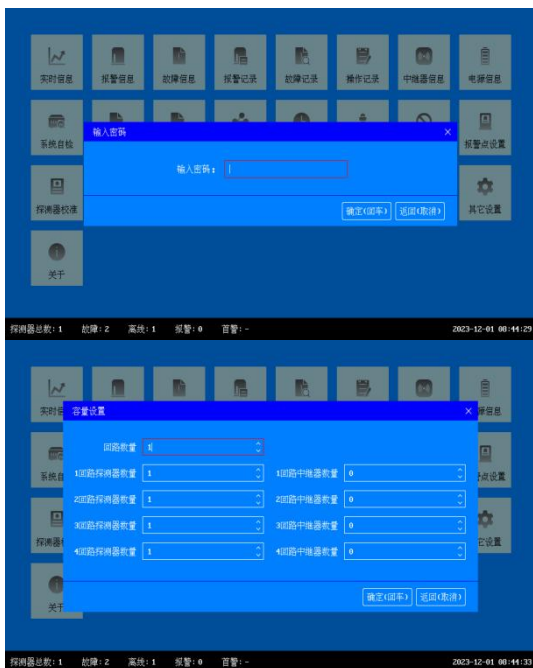 实时信息 报警信息 故障信息 报警记录 故障记录 操作记录 中继器信息 电源信息
输入密码 ×
系统自检 报警点设置
输入密码:
探测器校准 确定(回车) 返回(取消) 其它设置
关于
探测器总数:1 故障:2 离线:1 报警:0 首警:- 2023-12-01 08:44:29
实时信 容量设置 × 源信息
回路数量 1
系统自 1回路探测器数量 1 1回路中继器数量 0 点设置
2回路探测器数量 1 2回路中继器数量 0
探测器 3回路探测器数量 1 3回路中继器数量 0 它设置
4回路探测器数量 1 4回路中继器数量 0
确定(回车) 返回(取消)
关于
探测器总数:1 故障:2 离线:1 报警:0 首警:- 2023-12-01 08:44:33